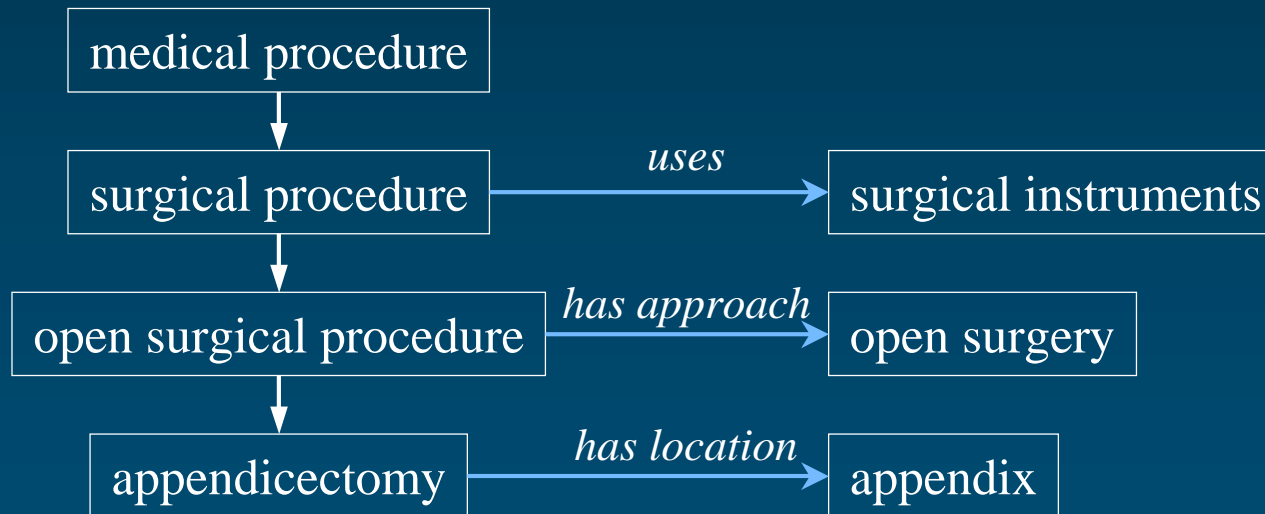 medical procedure
surgical procedure
uses
surgical instruments
open surgical procedure
has approach
open surgery
appendicectomy
has location
appendix